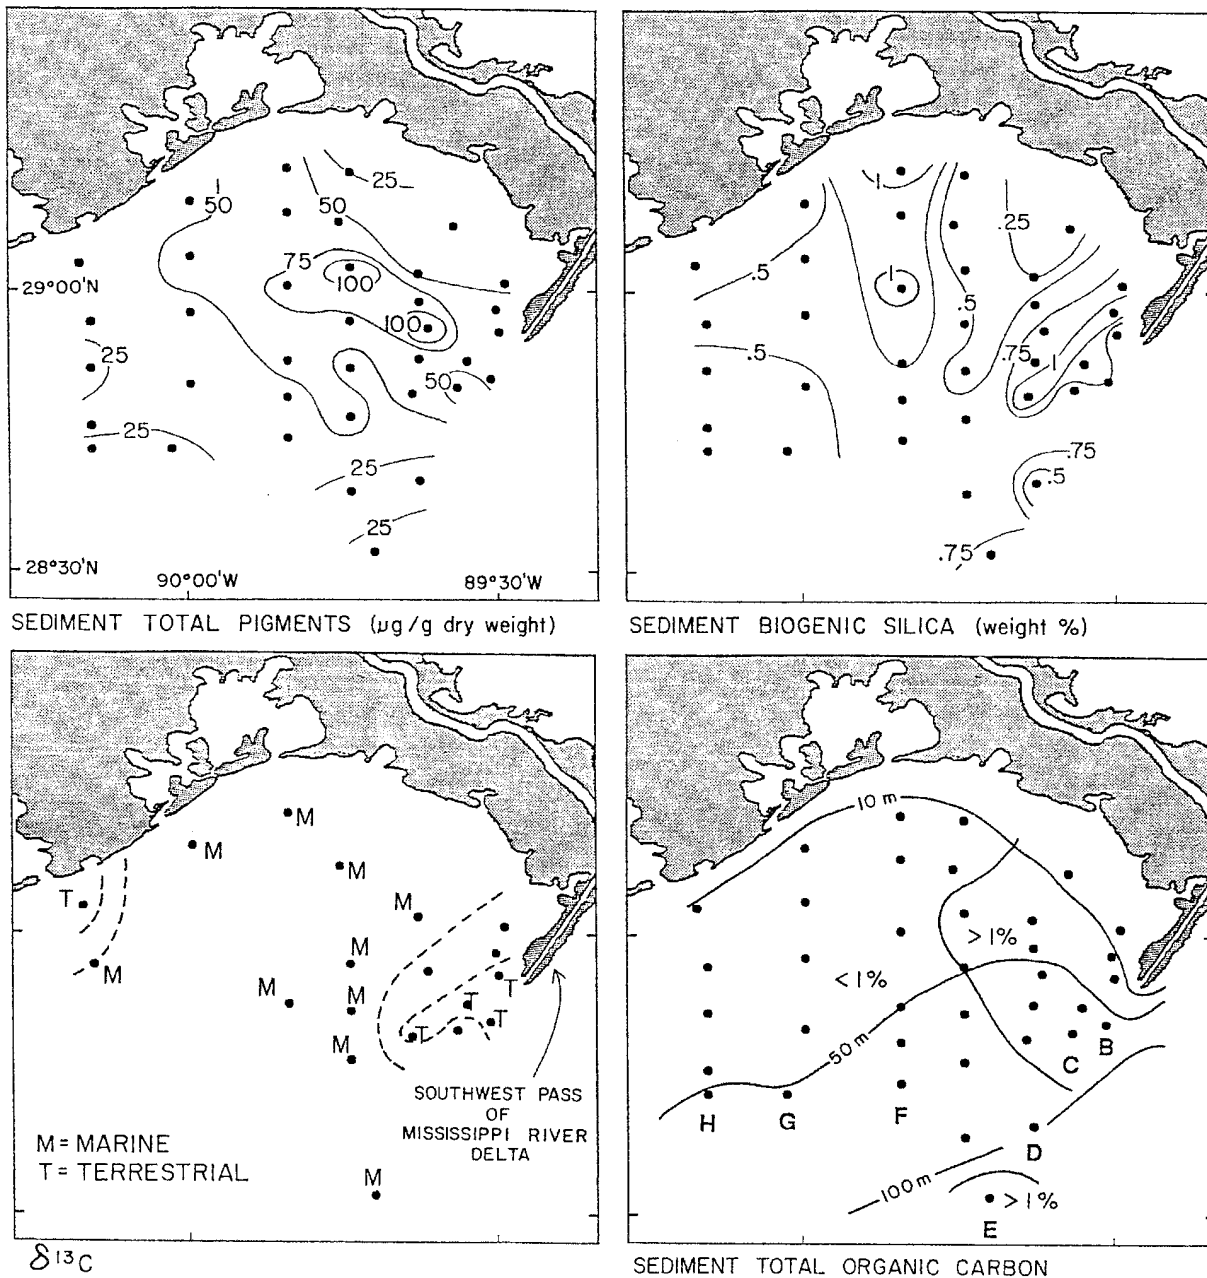 25
1
50
50
75
100
100
25
50
25
25
25
28°30'N
29°00'N
90°00'W
89°30'W
SEDIMENT TOTAL PIGMENTS (µg/g dry weight)
1
.25
.5
1
.5
.5
.75
1
.75
.5
.75
SEDIMENT BIOGENIC SILICA (weight %)
M
M
M
T
M
M
M
M
M
T
T
T
T
M
M
SOUTHWEST PASS
OF
MISSISSIPPI RIVER
DELTA
M = MARINE
T = TERRESTRIAL
δ13C
10 m
>1%
<1%
50 m
C
B
H
G
F
D
100 m
>1%
E
SEDIMENT TOTAL ORGANIC CARBON